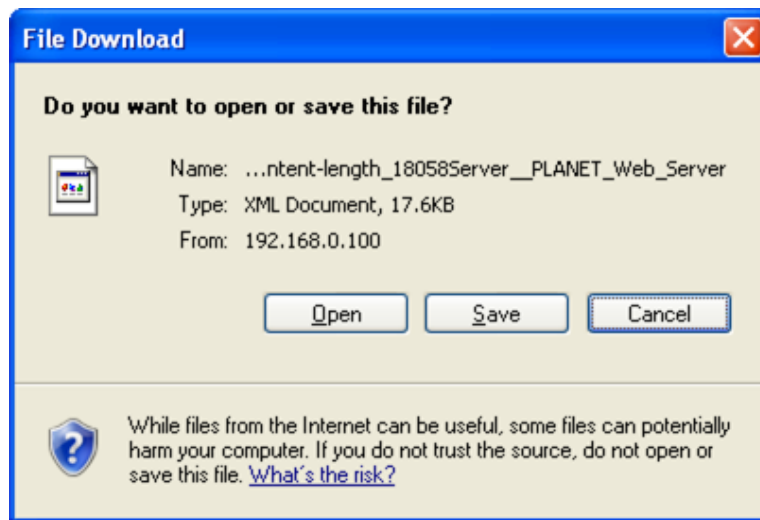 File Download
Do you want to open or save this file?
Name: ...ntent-length_18058Server__PLANET_Web_Server
Type: XML Document, 17.6KB
From: 192.168.0.100
Open Save Cancel
While files from the Internet can be useful, some files can potentially
harm your computer. If you do not trust the source, do not open or
save this file. What's the risk?